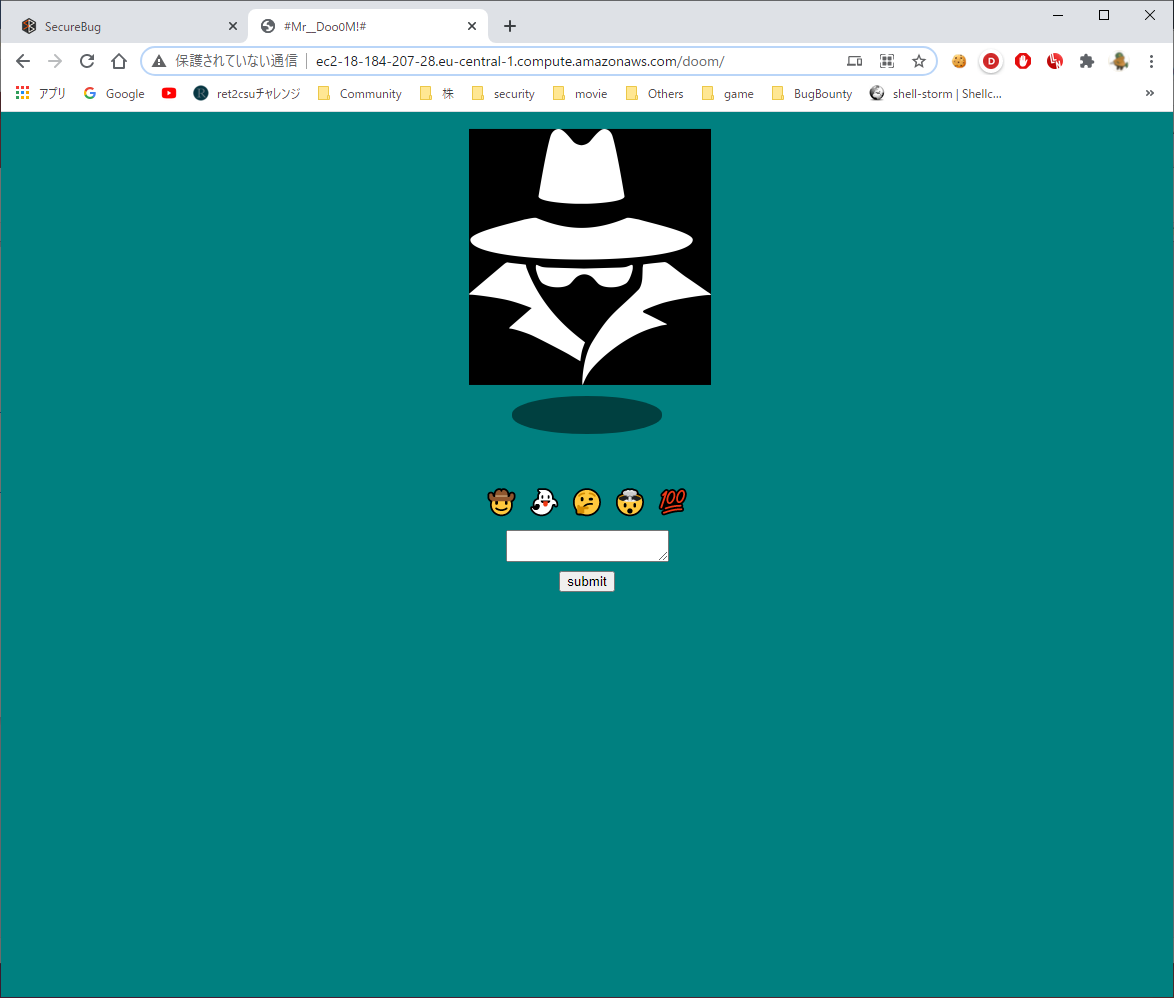 SecureBug
#Mr__Doo0M!#
保護されていない通信 ec2-18-184-207-28.eu-central-1.compute.amazonaws.com/doom/
アプリ Google ret2csuチャレンジ Community 株 security movie Others game BugBounty shell-storm | Shellc...
submit